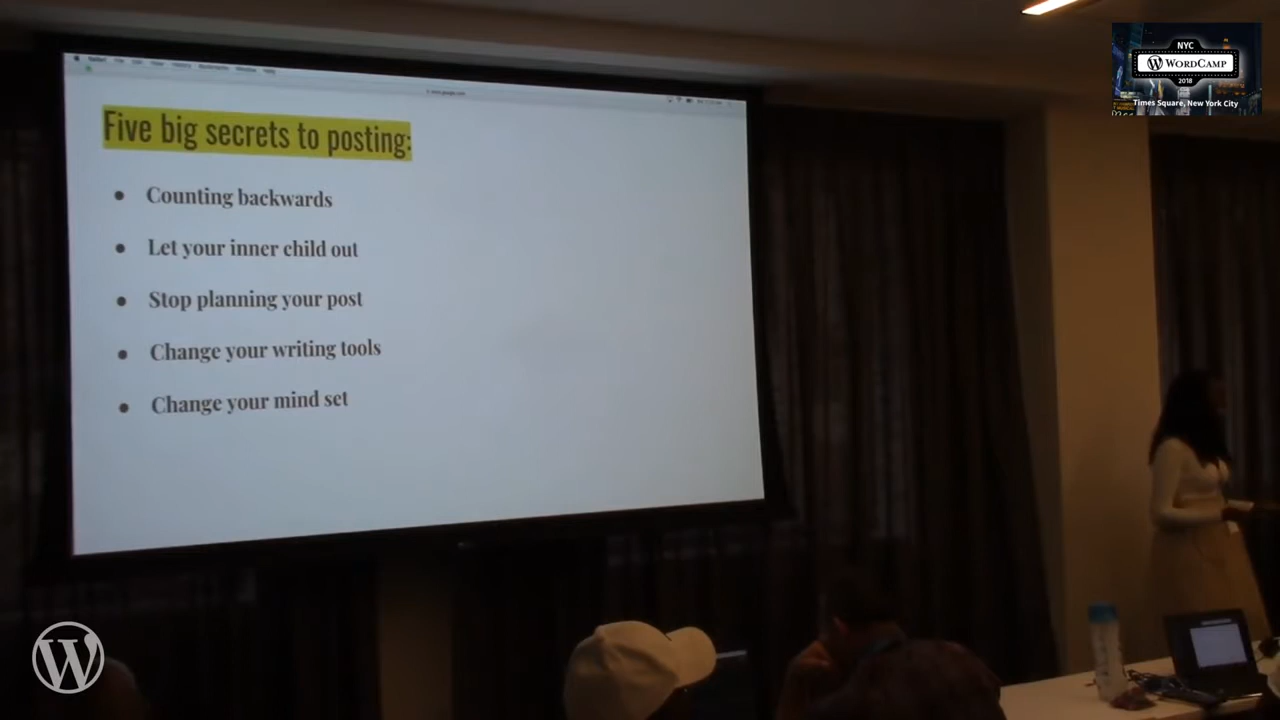 Five big secrets to posting:
Counting backwards
Let your inner child out
Stop planning your post
Change your writing tools
Change your mind set
NYC
WORDCAMP
2018
Times Square, New York City